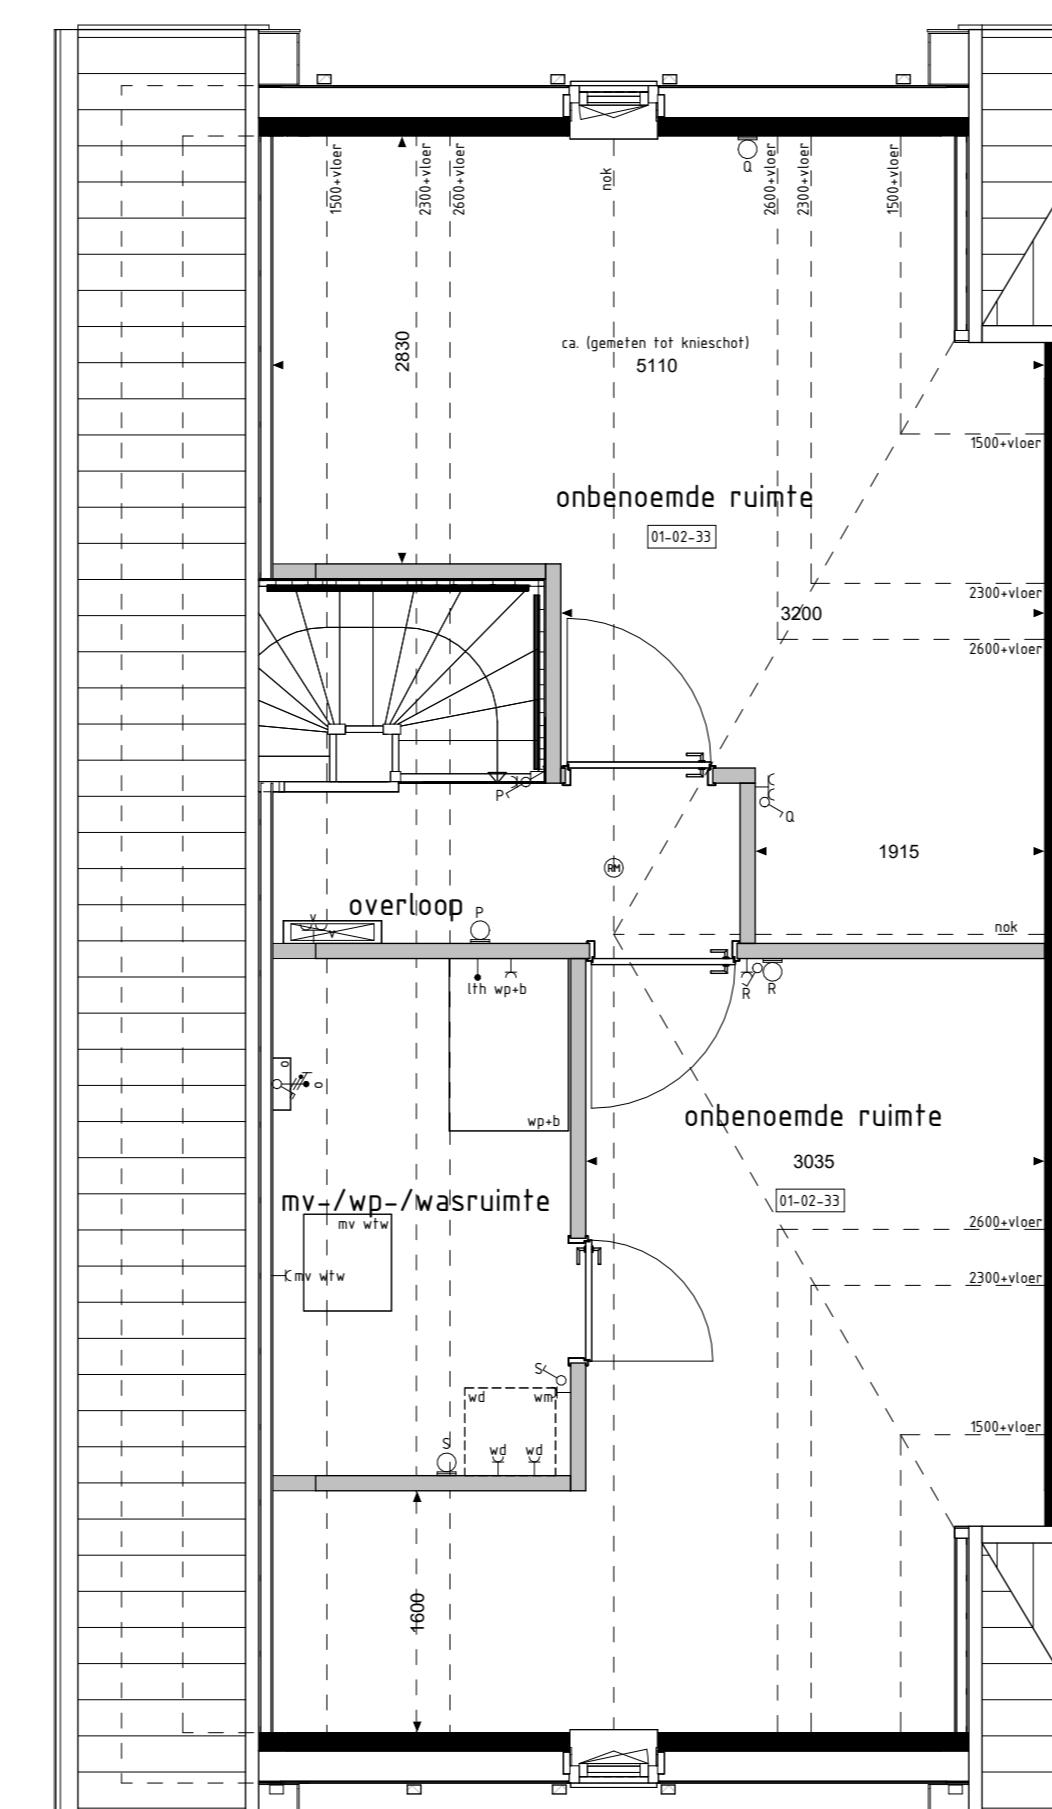 1500+vloer
2300+vloer
2600+vloer
nok
Q
2600+vloer
2300+vloer
1500+vloer
2830
ca. (gemeten tot knieschot)
5110
1500+vloer
onbenoemde ruimte
01-02-33
2300+vloer
3200
2600+vloer
P
Q
1915
RM
overloop
P
v
v
nok
lth wp+b
R
R
o
o
wp+b
onbenoemde ruimte
3035
01-02-33
mv-/wp-/wasruimte
mv wtw
2600+vloer
mv wtw
2300+vloer
S
wd
wm
1500+vloer
S
wd
wd
1600